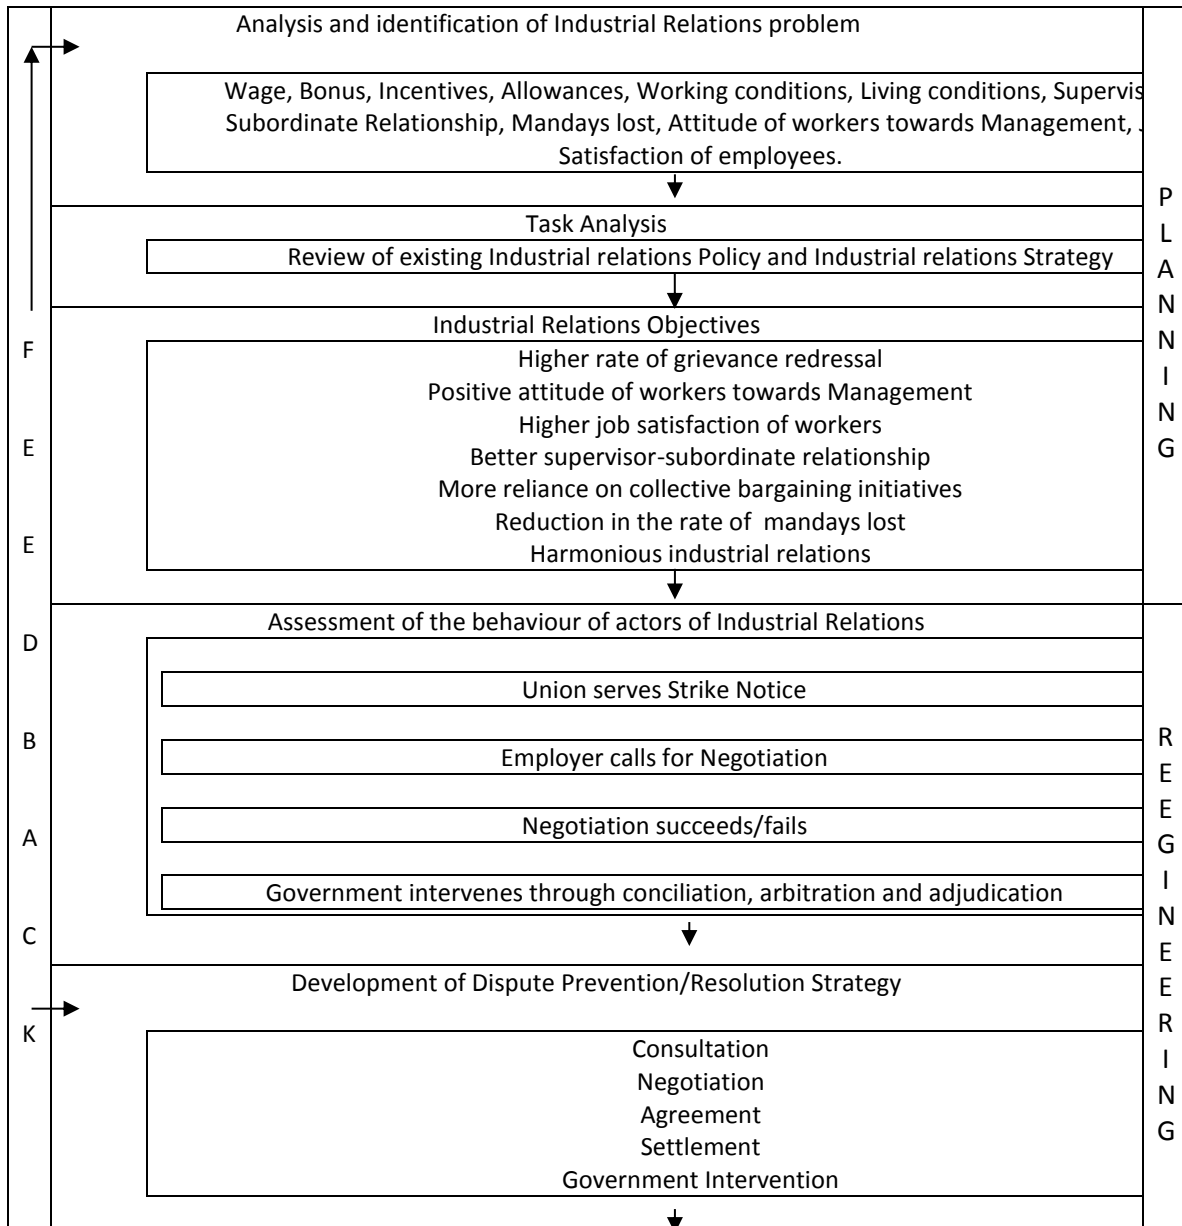 Analysis and identification of Industrial Relations problem
Wage, Bonus, Incentives, Allowances, Working conditions, Living conditions, Supervis
Subordinate Relationship, Mandays lost, Attitude of workers towards Management, J
Satisfaction of employees.
Task Analysis
Review of existing Industrial relations Policy and Industrial relations Strategy
Industrial Relations Objectives
Higher rate of grievance redressal
Positive attitude of workers towards Management
Higher job satisfaction of workers
Better supervisor-subordinate relationship
More reliance on collective bargaining initiatives
Reduction in the rate of mandays lost
Harmonious industrial relations
PLANNING
Assessment of the behaviour of actors of Industrial Relations
Union serves Strike Notice
Employer calls for Negotiation
Negotiation succeeds/fails
Government intervenes through conciliation, arbitration and adjudication
Development of Dispute Prevention/Resolution Strategy
Consultation
Negotiation
Agreement
Settlement
Government Intervention
REEGINEERING
FEEDBACK